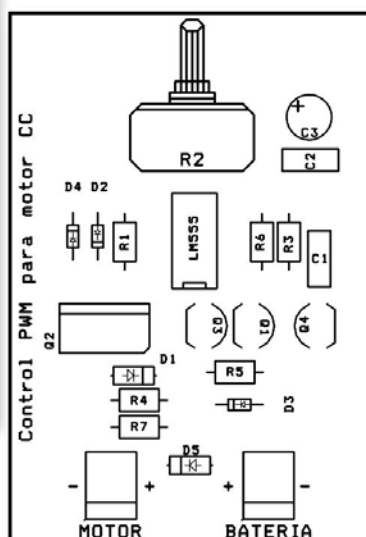 Control PWM para motor CC
R2
+
C3
C2
D4 D2
R1
LM555
R6
R3
C1
Q2
Q3
Q1
Q4
D1
R5
R4
D3
R7
D5
- + + -
MOTOR BATERIA